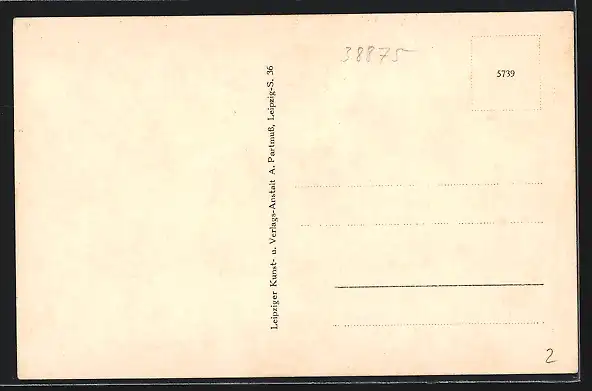 38875
5739
Leipziger Kunst- u. Verlags-Anstalt A. Partmuß, Leipzig-S. 36
2